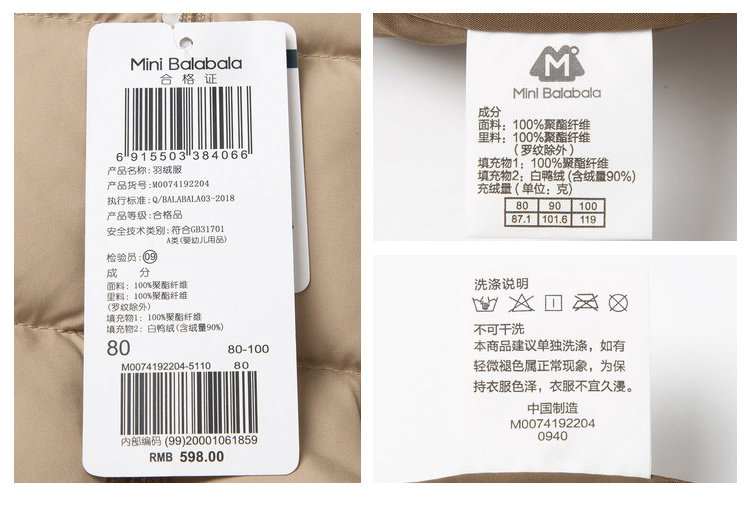 Mini Balabala
合格证
6 915503 384066
产品名称:羽绒服
产品货号:M0074192204
执行标准:Q/BALABALA03-2018
产品等级:合格品
安全技术类别:符合GB31701
A类(婴幼儿用品)
检验员:09
成 分
面料:100%聚酯纤维
里料:100%聚酯纤维
(罗纹除外)
填充物1:100%聚酯纤维
填充物2:白鸭绒(含绒量90%)
80 80-100
M0074192204-5110 80
内部编码 (99)20001061859
RMB 598.00
M
Mini Balabala
成分
面料:100%聚酯纤维
里料:100%聚酯纤维
(罗纹除外)
填充物1:100%聚酯纤维
填充物2:白鸭绒(含绒量90%)
充绒量(单位:克)
80 90 100
87.1 101.6 119
洗涤说明
不可干洗
本商品建议单独洗涤,如有
轻微褪色属正常现象,为保
持衣服色泽,衣服不宜久浸。
中国制造
M0074192204
0940